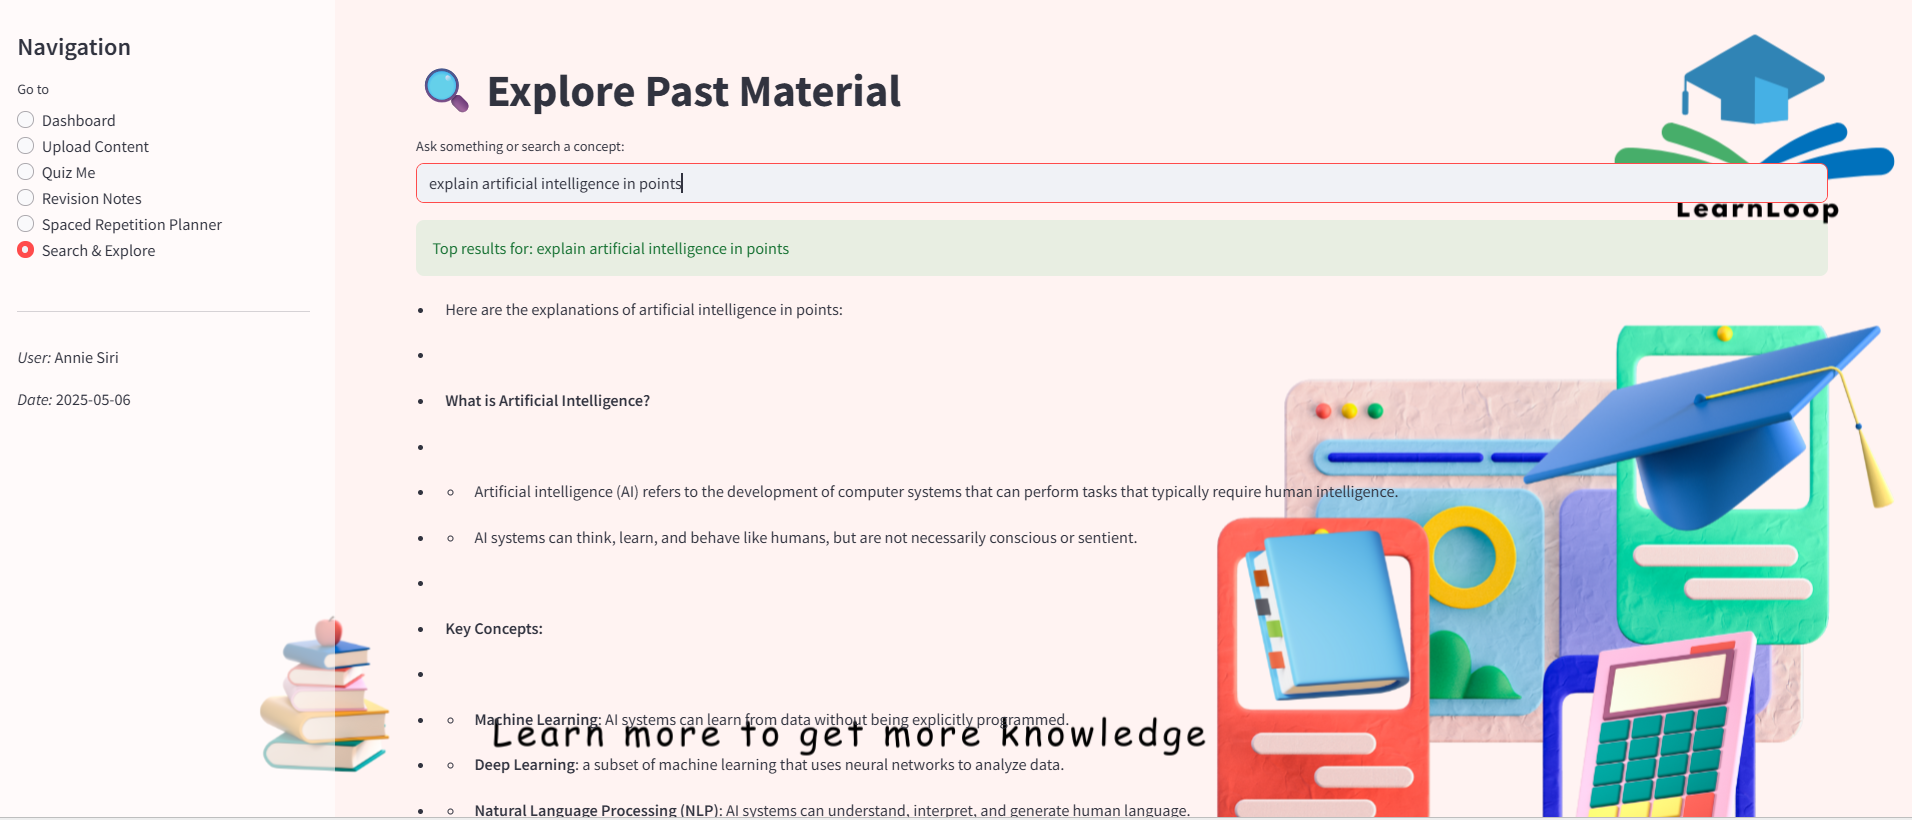 Navigation
Go to
Dashboard
Upload Content
Quiz Me
Revision Notes
Spaced Repetition Planner
Search & Explore
User: Annie Siri
Date: 2025-05-06
Explore Past Material
LearnLoop
Ask something or search a concept:
explain artificial intelligence in points
Top results for: explain artificial intelligence in points
Here are the explanations of artificial intelligence in points:
What is Artificial Intelligence?
Artificial intelligence (AI) refers to the development of computer systems that can perform tasks that typically require human intelligence.
AI systems can think, learn, and behave like humans, but are not necessarily conscious or sentient.
Key Concepts:
Machine Learning: AI systems can learn from data without being explicitly programmed.
Learn more to get more knowledge
Deep Learning: a subset of machine learning that uses neural networks to analyze data.
Natural Language Processing (NLP): AI systems can understand, interpret, and generate human language.